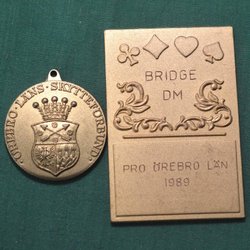 ÖREBRO · LÄNS · SKYTTEFÖRBUND ·
BRIDGE
DM
PRO ÖREBRO LÄN
1989